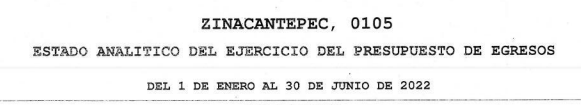 ZINACANTEPEC, 0105
ESTADO ANALITICO DEL EJERCICIO DEL PRESUPUESTO DE EGRESOS
DEL 1 DE ENERO AL 30 DE JUNIO DE 2022